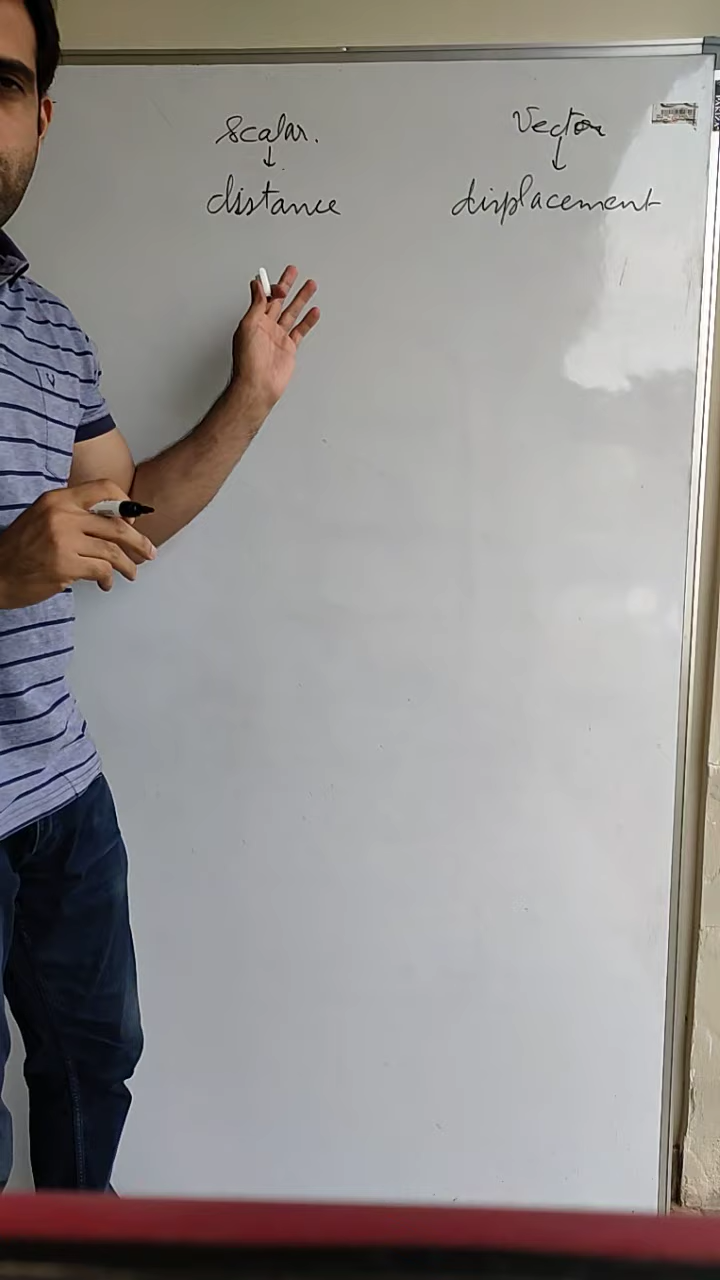 Scalar. Vector
↓ ↓
distance displacement